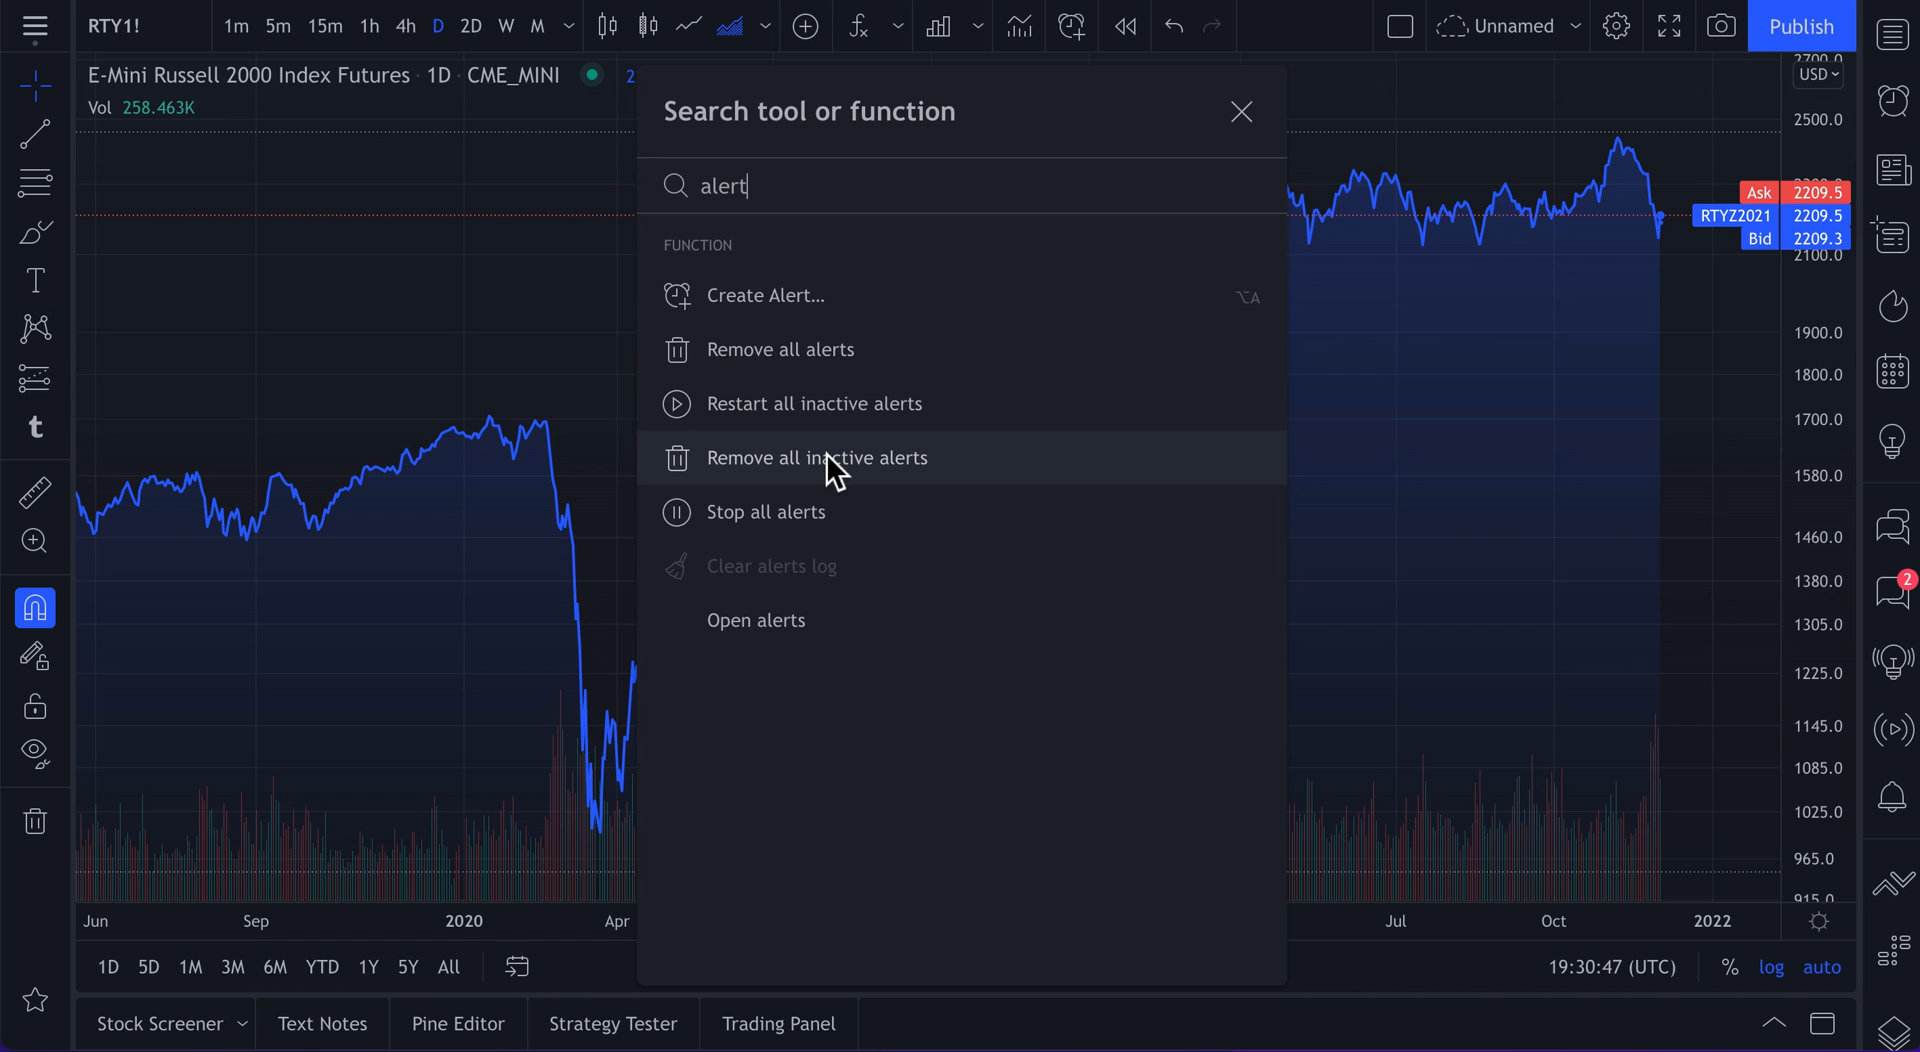 RTY1!
1m 5m 15m 1h 4h D 2D W M
Unnamed
Publish
E-Mini Russell 2000 Index Futures · 1D · CME_MINI
Vol 258.463K
USD
Search tool or function
alert
FUNCTION
Create Alert... ⌥A
Remove all alerts
Restart all inactive alerts
Remove all inactive alerts
Stop all alerts
Clear alerts log
Open alerts
2500.0
Ask 2209.5
RTYZ2021 2209.5
Bid 2209.3
2100.0
1900.0
1800.0
1700.0
1580.0
1460.0
1380.0
1305.0
1225.0
1145.0
1085.0
1025.0
965.0
915.0
2
Jun Sep 2020 Apr Jul Oct 2022
1D 5D 1M 3M 6M YTD 1Y 5Y All
19:30:47 (UTC) % log auto
Stock Screener Text Notes Pine Editor Strategy Tester Trading Panel